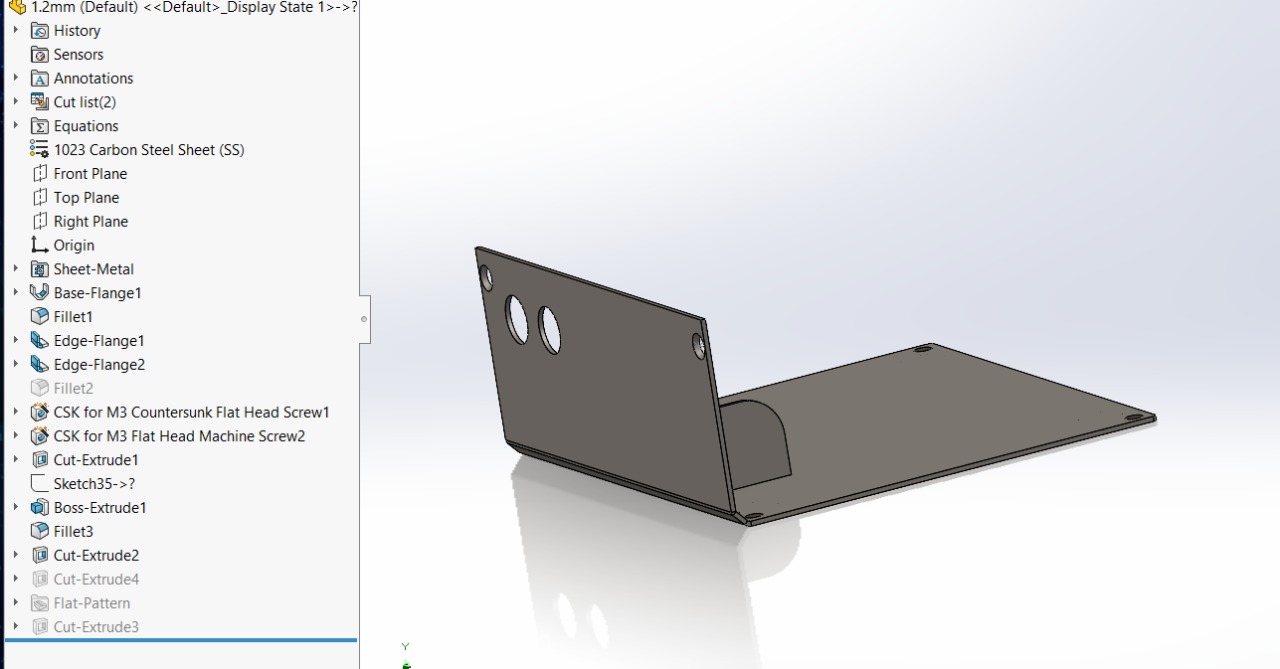 1.2mm (Default) <<Default>_Display State 1>->?
History
Sensors
Annotations
Cut list(2)
Equations
1023 Carbon Steel Sheet (SS)
Front Plane
Top Plane
Right Plane
Origin
Sheet-Metal
Base-Flange1
Fillet1
Edge-Flange1
Edge-Flange2
Fillet2
CSK for M3 Countersunk Flat Head Screw1
CSK for M3 Flat Head Machine Screw2
Cut-Extrude1
Sketch35->?
Boss-Extrude1
Fillet3
Cut-Extrude2
Cut-Extrude4
Flat-Pattern
Cut-Extrude3
Y